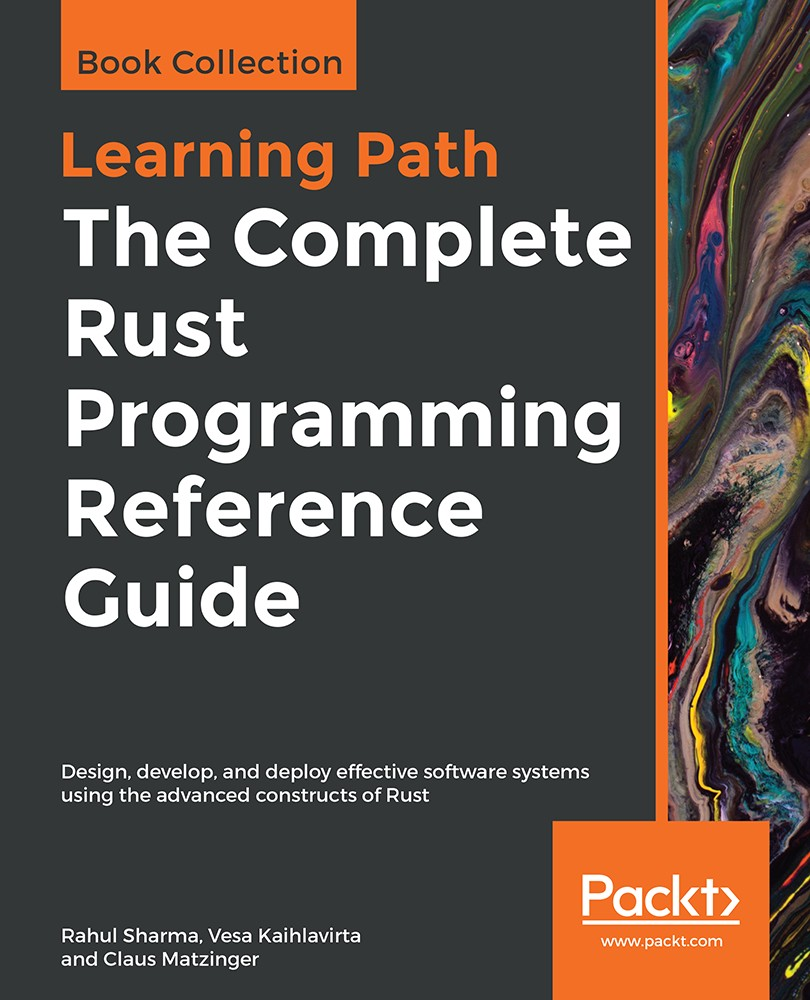 Book Collection
Learning Path
The Complete
Rust
Programming
Reference
Guide
Design, develop, and deploy effective software systems
using the advanced constructs of Rust
Rahul Sharma, Vesa Kaihlavirta
and Claus Matzinger
Packt>
www.packt.com